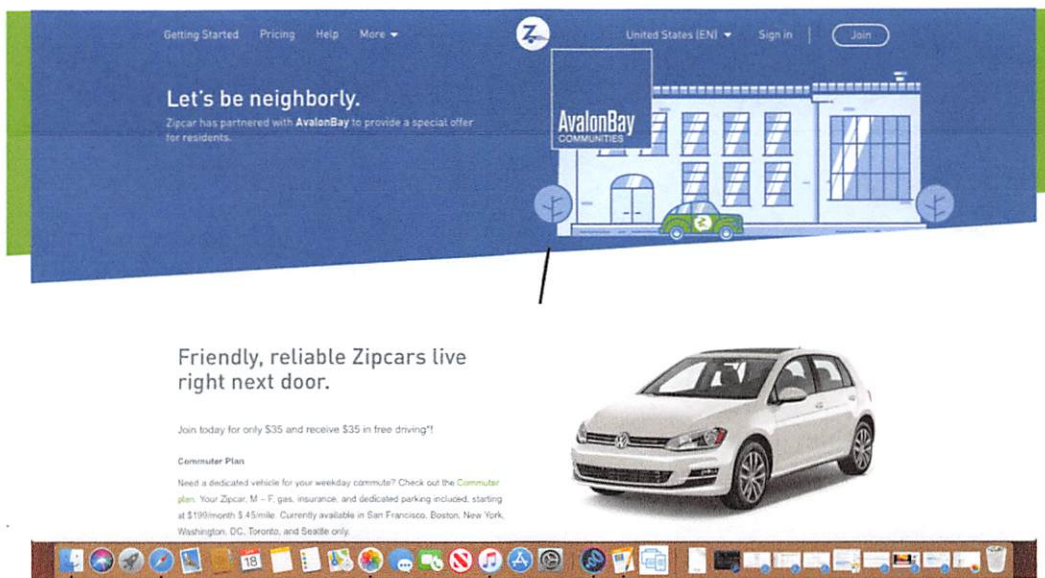 Getting Started Pricing Help More United States (EN) Sign in Join
Let's be neighborly.
Zipcar has partnered with AvalonBay to provide a special offer
for residents.
AvalonBay
COMMUNITIES
Friendly, reliable Zipcars live
right next door.
Join today for only $35 and receive $35 in free driving*!
Commuter Plan
Need a dedicated vehicle for your weekday commute? Check out the Commuter
plan. Your Zipcar, M – F, gas, insurance, and dedicated parking included, starting
at $199/month $.45/mile. Currently available in San Francisco, Boston, New York,
Washington, DC, Toronto, and Seattle only.
18